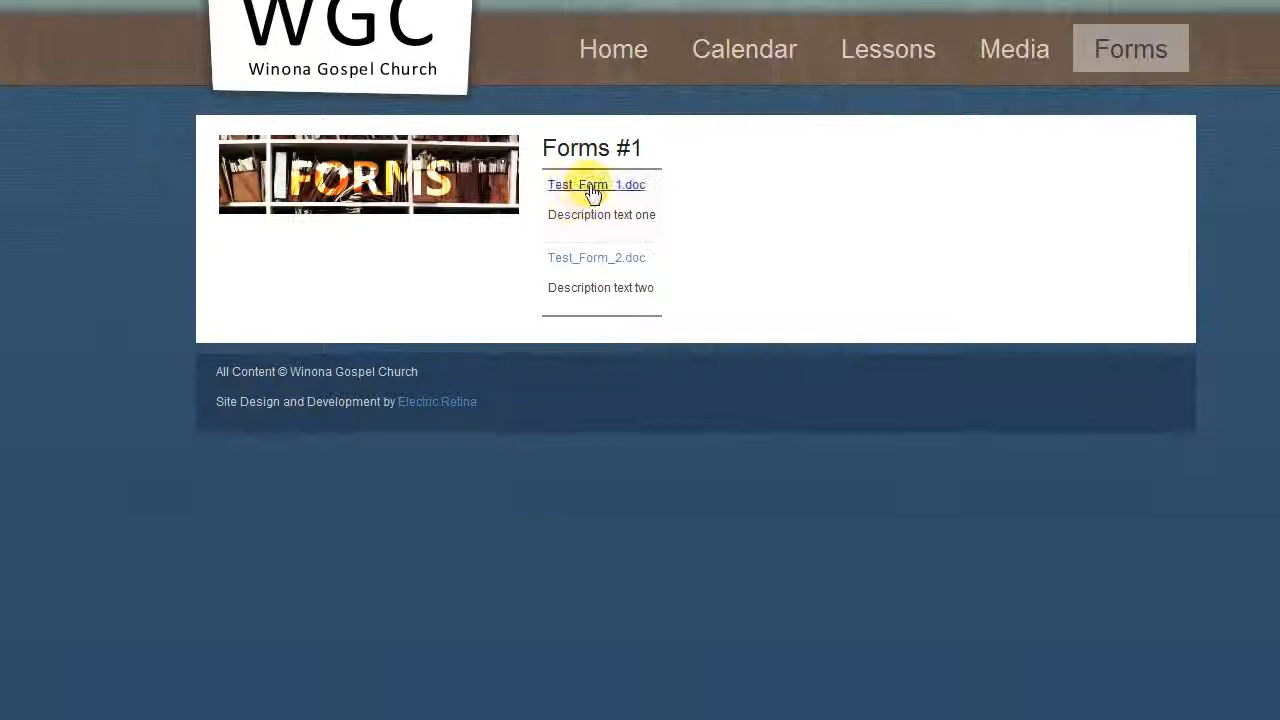 WGC
Winona Gospel Church
Home Calendar Lessons Media Forms
FORMS
Forms #1
Test_Form_1.doc
Description text one
Test_Form_2.doc
Description text two
All Content © Winona Gospel Church
Site Design and Development by Electric Retina